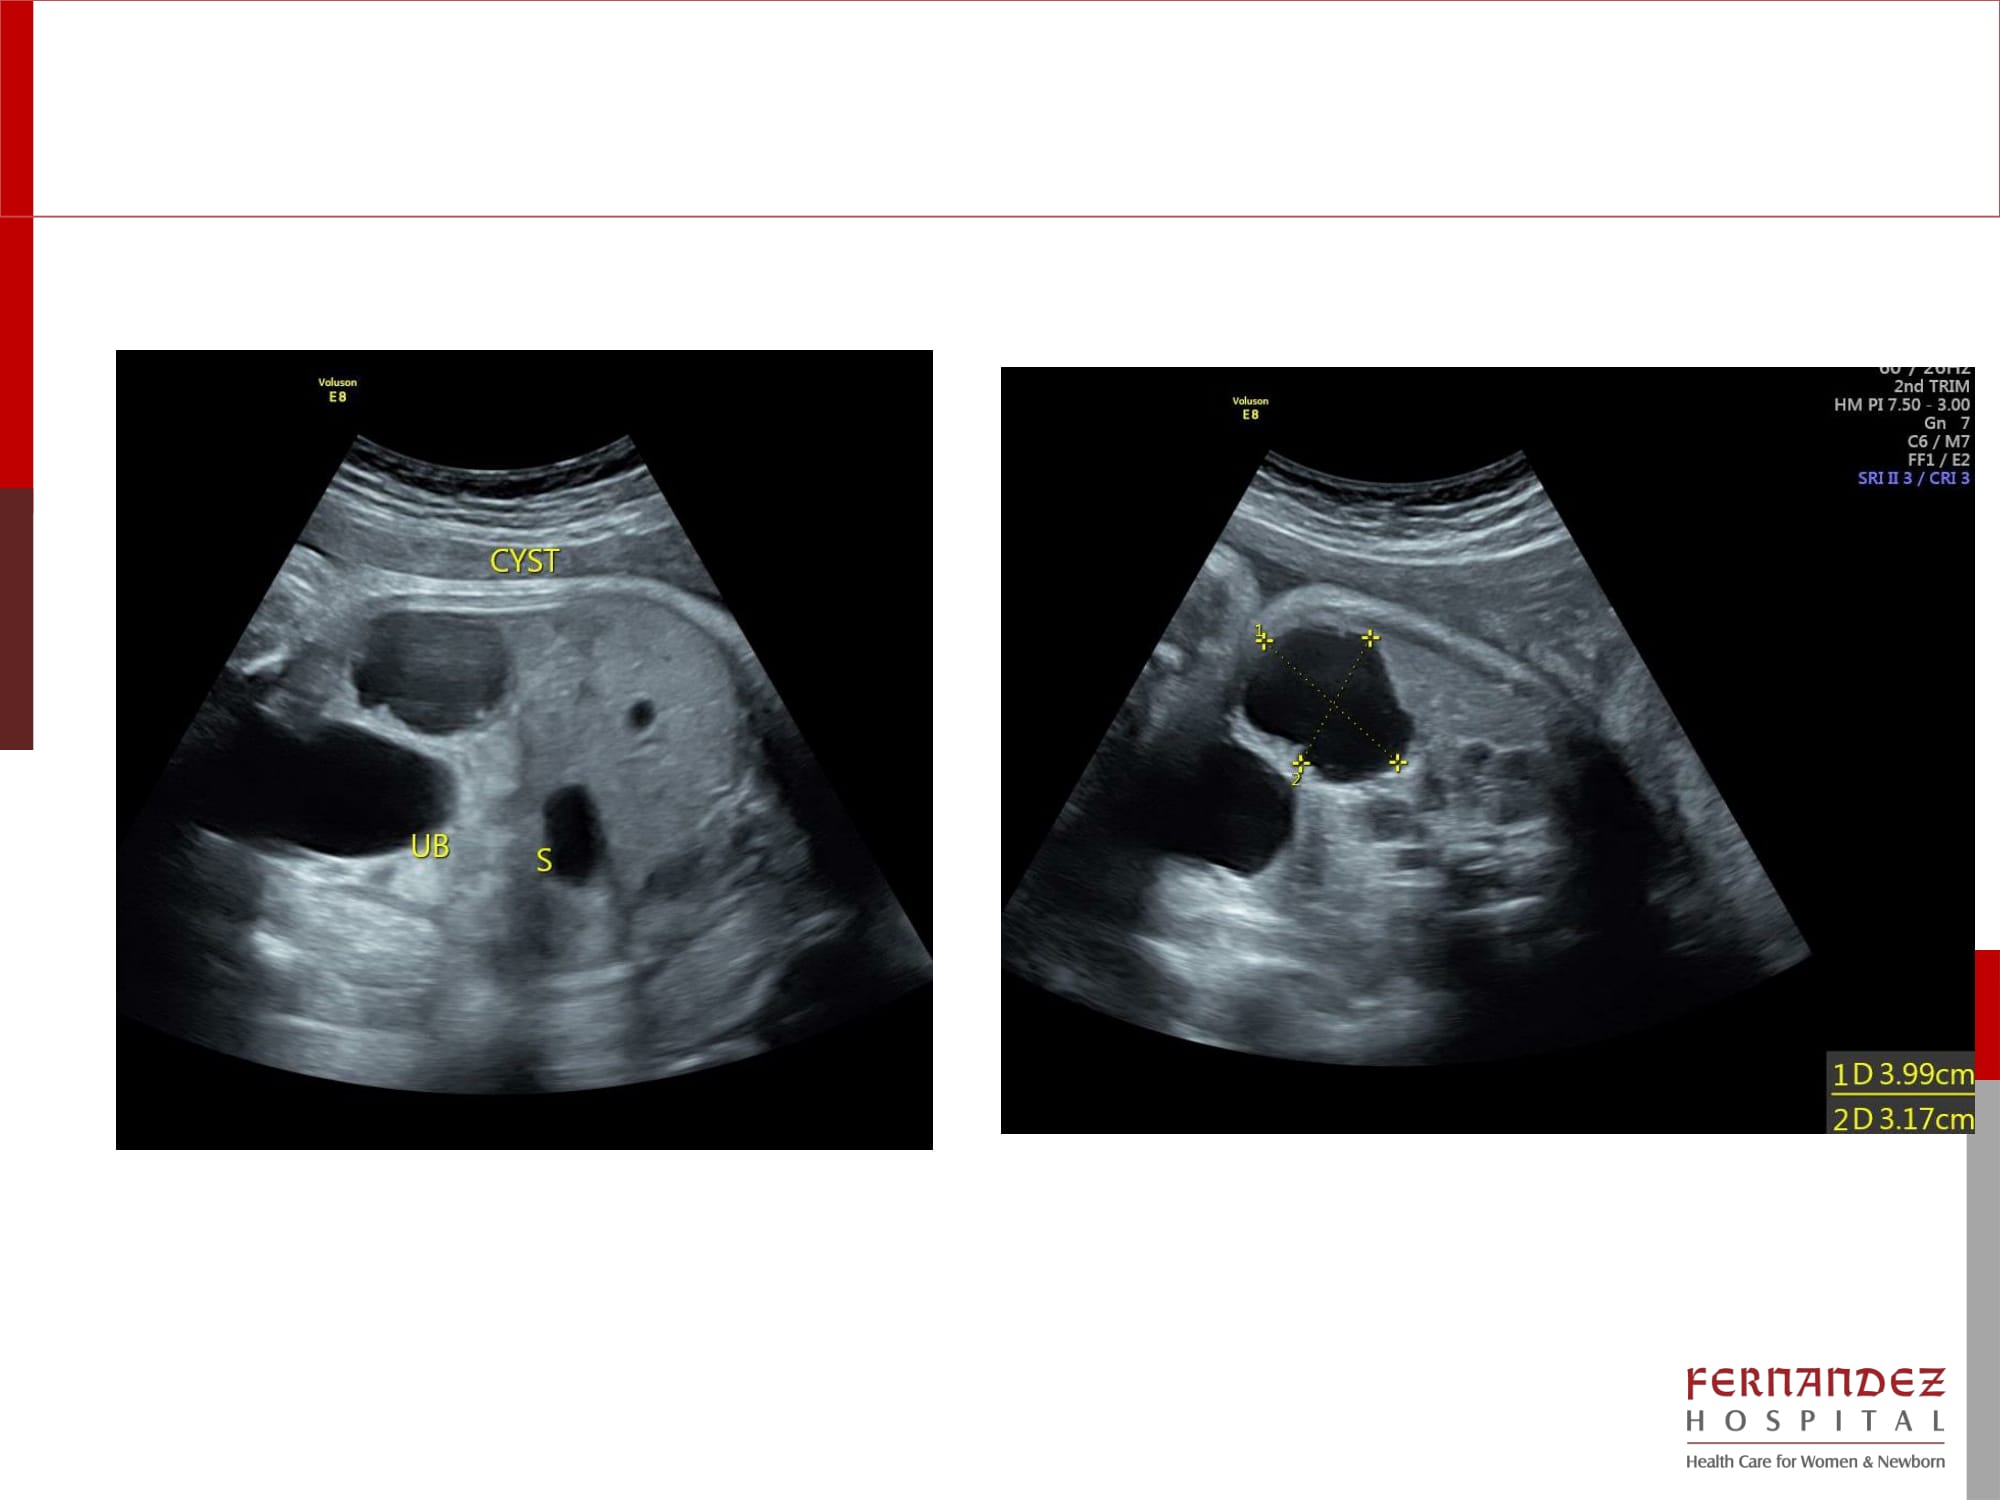 Voluson
E8
CYST
UB
S
Voluson
E8
2nd TRIM
HM PI 7.50 - 3.00
Gn 7
C6 / M7
FF1 / E2
SRI II 3 / CRI 3
1
2
1 D 3.99cm
2 D 3.17cm
FERNANDEZ
HOSPITAL
Health Care for Women & Newborn